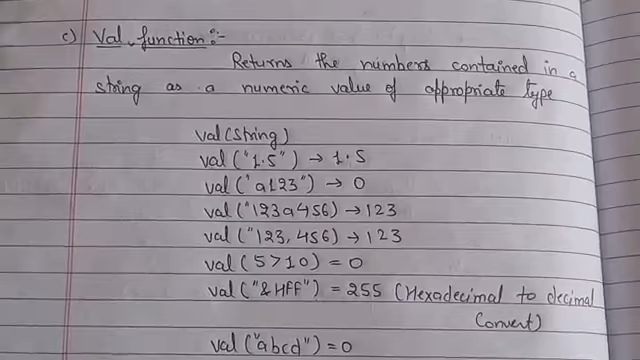 c) Val function:-
Returns the numbers contained in a
string as a numeric value of appropriate type
val(String)
val("1.5") → 1.5
val("a123") → 0
val("123a456) → 123
val("123,456) → 123
val(5>10) = 0
val("&Hff") = 255 (Hexadecimal to decimal
Convert)
val("abcd") = 0